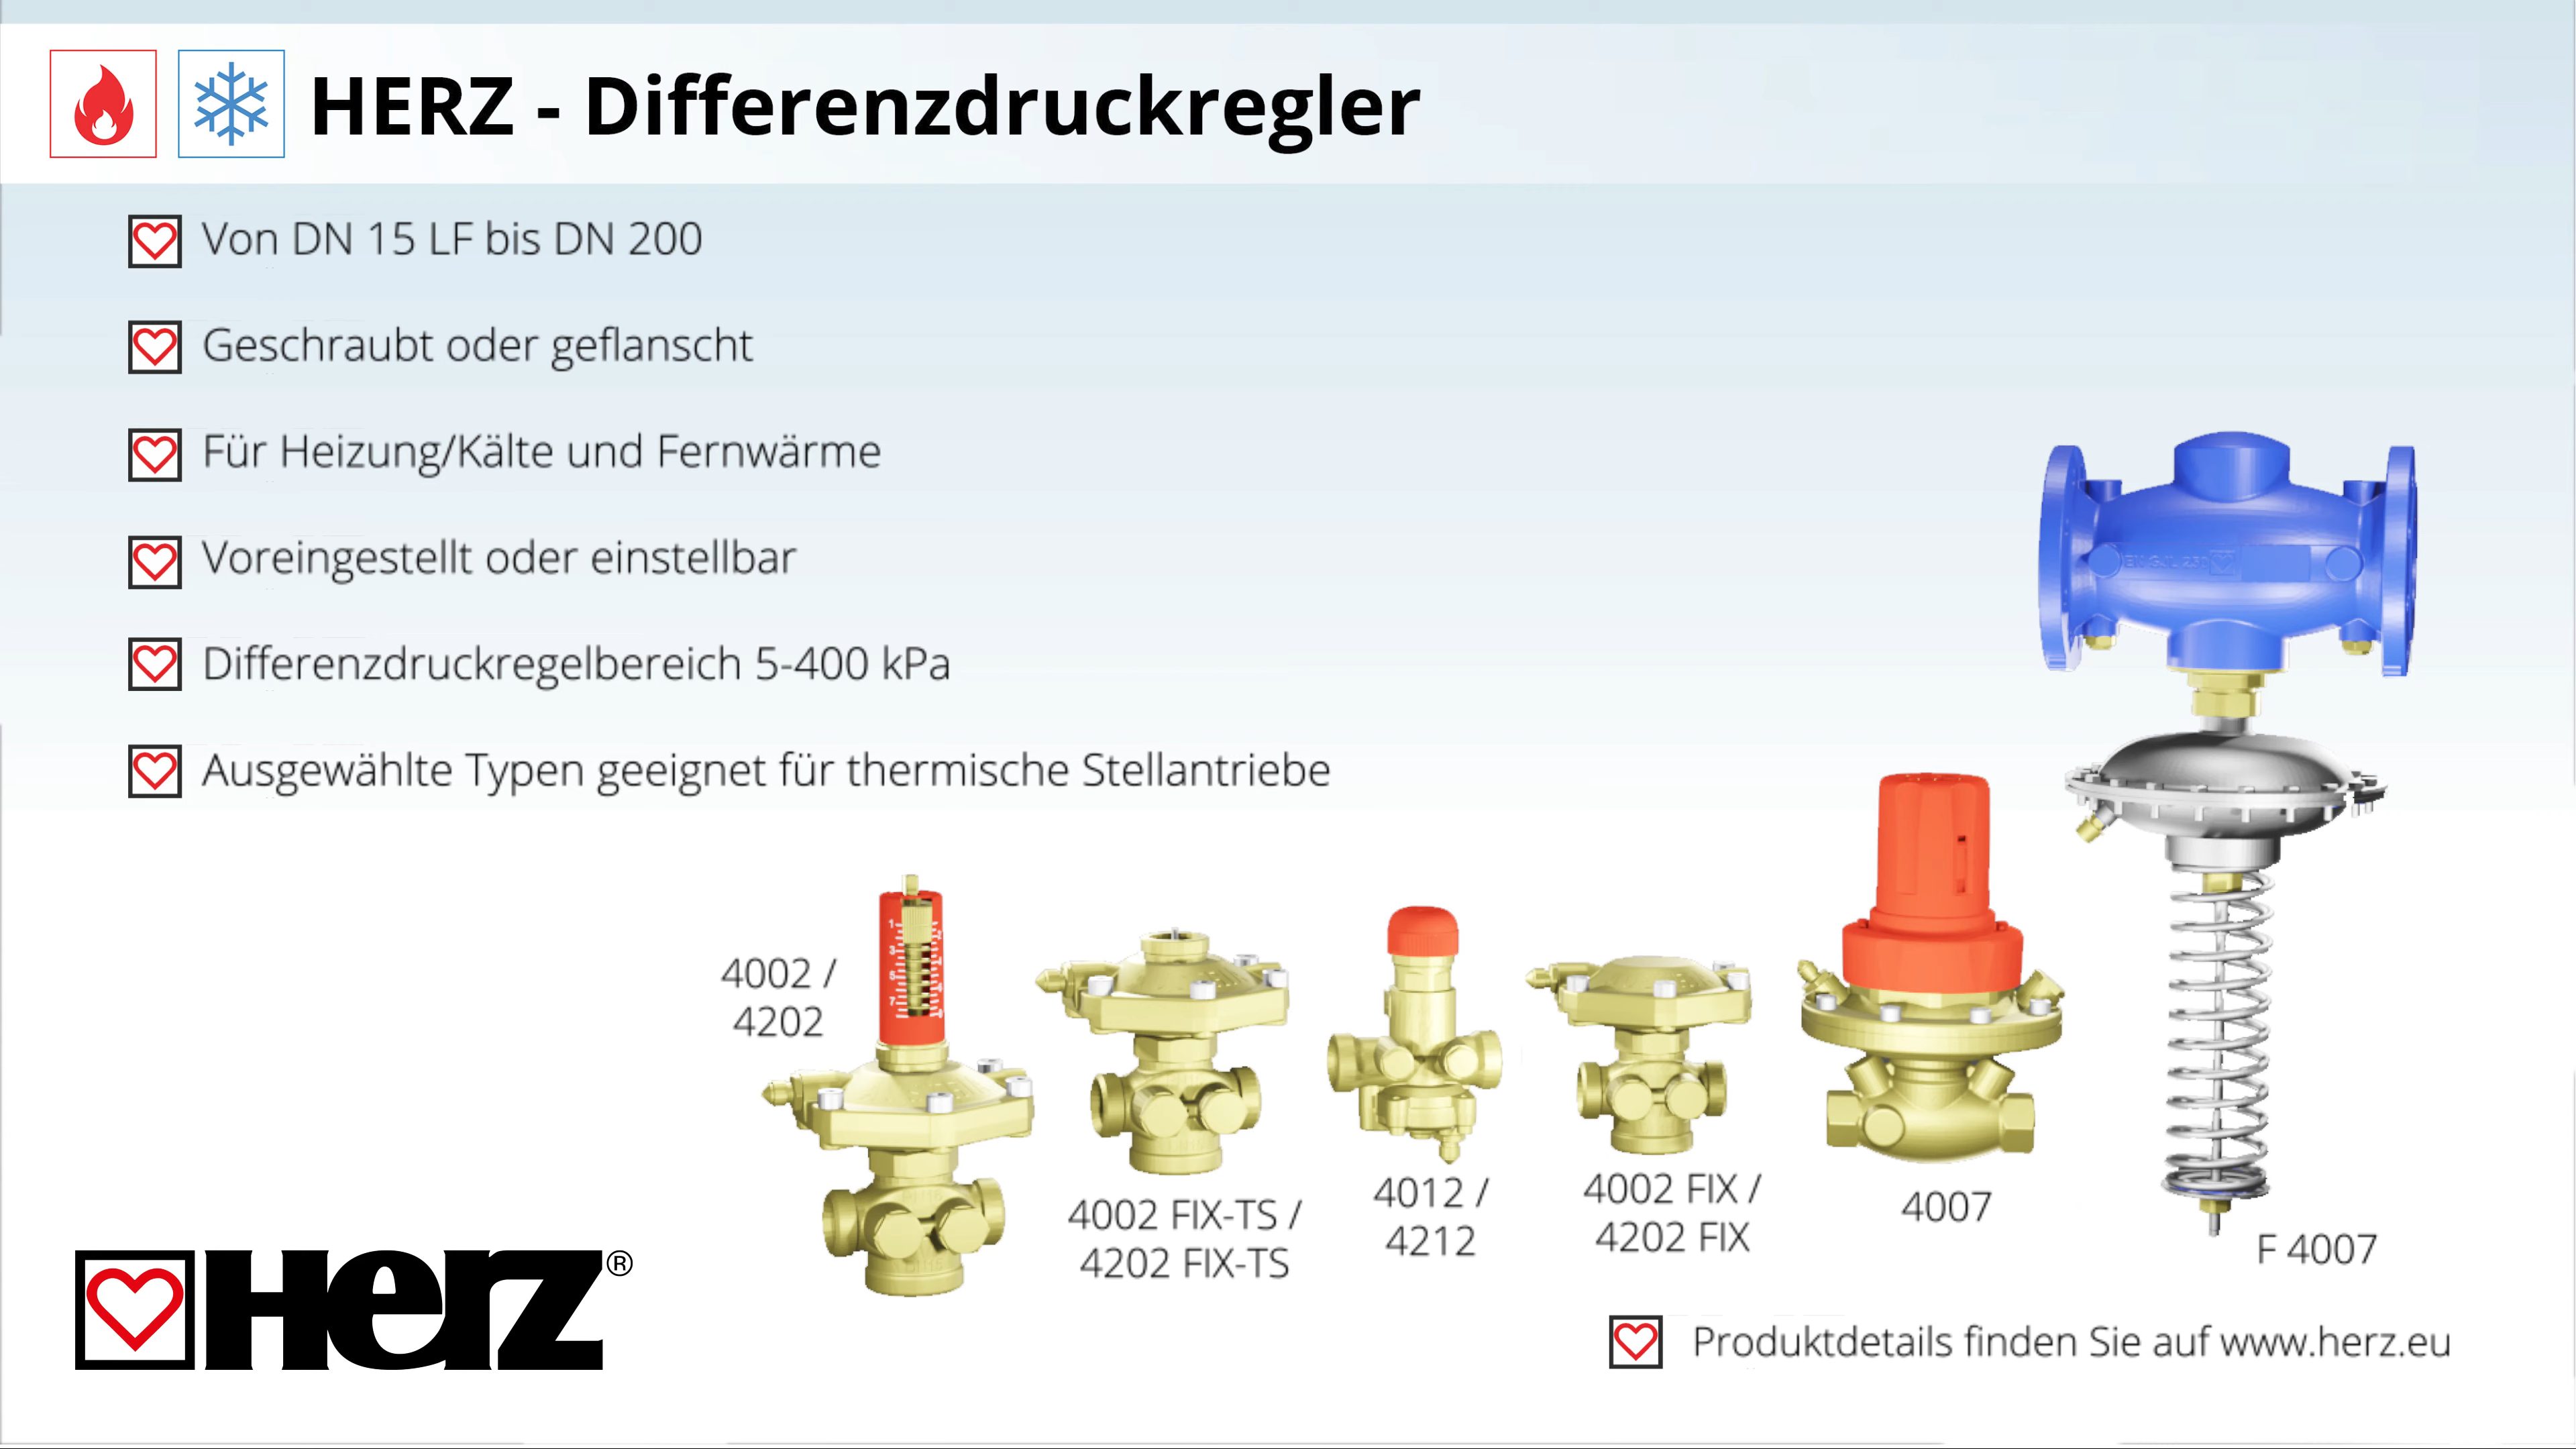 HERZ - Differenzdruckregler
Von DN 15 LF bis DN 200
Geschraubt oder geflanscht
Für Heizung/Kälte und Fernwärme
Voreingestellt oder einstellbar
Differenzdruckregelbereich 5-400 kPa
Ausgewählte Typen geeignet für thermische Stellantriebe
4002 /
4202
4002 FIX-TS /
4202 FIX-TS
4012 /
4212
4002 FIX /
4202 FIX
4007
F 4007
HERZ®
Produktdetails finden Sie auf www.herz.eu